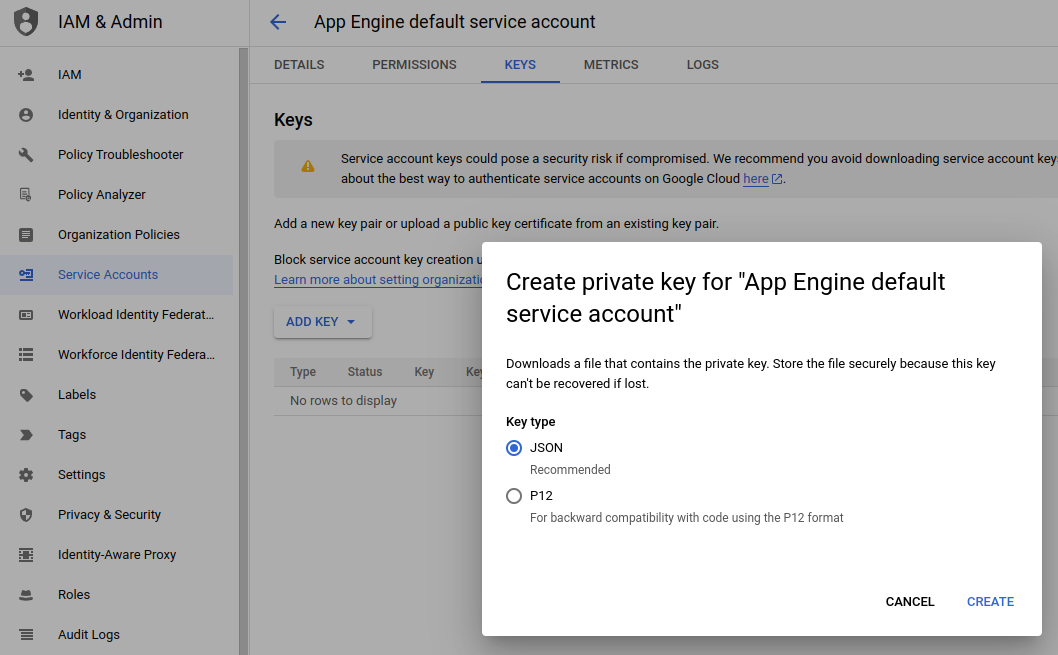 IAM & Admin
App Engine default service account
DETAILS
PERMISSIONS
KEYS
METRICS
LOGS
IAM
Identity & Organization
Policy Troubleshooter
Policy Analyzer
Organization Policies
Service Accounts
Workload Identity Federat...
Workforce Identity Federa...
Labels
Tags
Settings
Privacy & Security
Identity-Aware Proxy
Roles
Audit Logs
Keys
Service account keys could pose a security risk if compromised. We recommend you avoid downloading service account key
about the best way to authenticate service accounts on Google Cloud here.
Add a new key pair or upload a public key certificate from an existing key pair.
Block service account key creation
Learn more about setting
ADD KEY
Type Status Key
No rows to display
Create private key for "App Engine default
service account"
Downloads a file that contains the private key. Store the file securely because this key
can't be recovered if lost.
Key type
JSON
Recommended
P12
For backward compatibility with code using the P12 format
CANCEL
CREATE